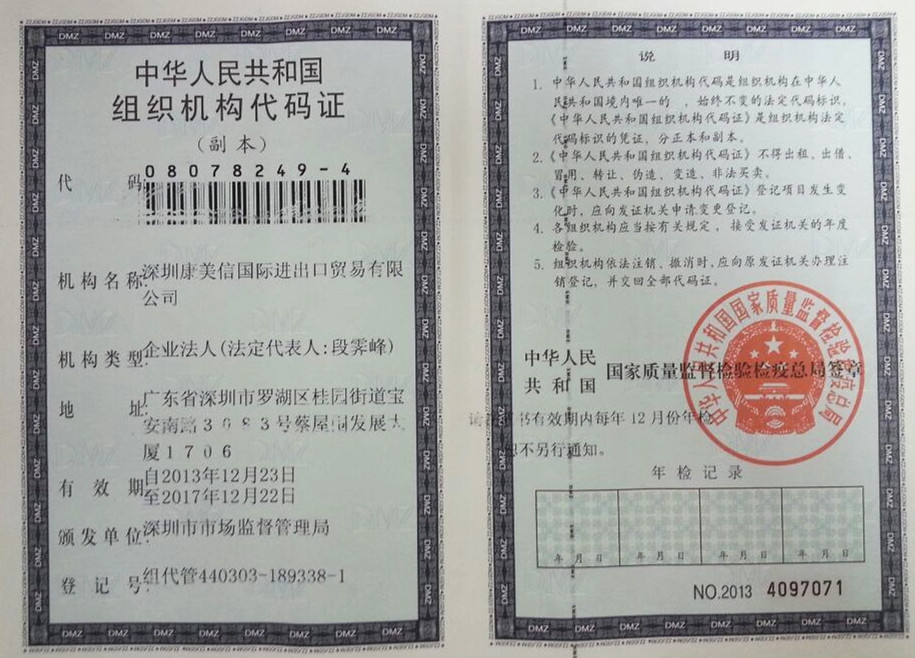 中华人民共和国
组织机构代码证
(副本)
代 码: 08078249-4
机构名称: 深圳康美信国际进出口贸易有限
公司
机构类型: 企业法人(法定代表人:段霁峰)
地 址: 广东省深圳市罗湖区桂园街道宝
安南路3083号蔡屋围发展大
厦1706
有 效 期: 自2013年12月23日
至2017年12月22日
颁发单位: 深圳市市场监督管理局
登 记 号: 组代管440303-189338-1
说 明
1. 中华人民共和国组织机构代码是组织机构在中华人
民共和国境内唯一的 、始终不变的法定代码标识,
《中华人民共和国组织机构代码证》是组织机构法定
代码标识的凭证,分正本和副本。
2.《中华人民共和国组织机构代码证》不得出租、出借、
冒用、转让、伪造、变造、非法买卖。
3.《中华人民共和国组织机构代码证》登记项目发生变
化时,应向发证机关申请变更登记。
4. 各组织机构应当按有关规定,接受发证机关的年度
检验。
5. 组织机构依法注销、撤消时,应向原发证机关办理注
销登记,并交回全部代码证。
中华人民
共和国 国家质量监督检验检疫总局签章
中华人民共和国国家质量监督检验检疫总局
书有效期内每年12月份年检,
恕不另行通知。
年检记录
年 月 日 年 月 日 年 月 日 年 月 日
NO.2013 4097071